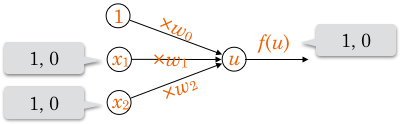 1
×w₀
f(u)
1, 0
1, 0
x₁
×w₁
u
1, 0
x₂
×w₂